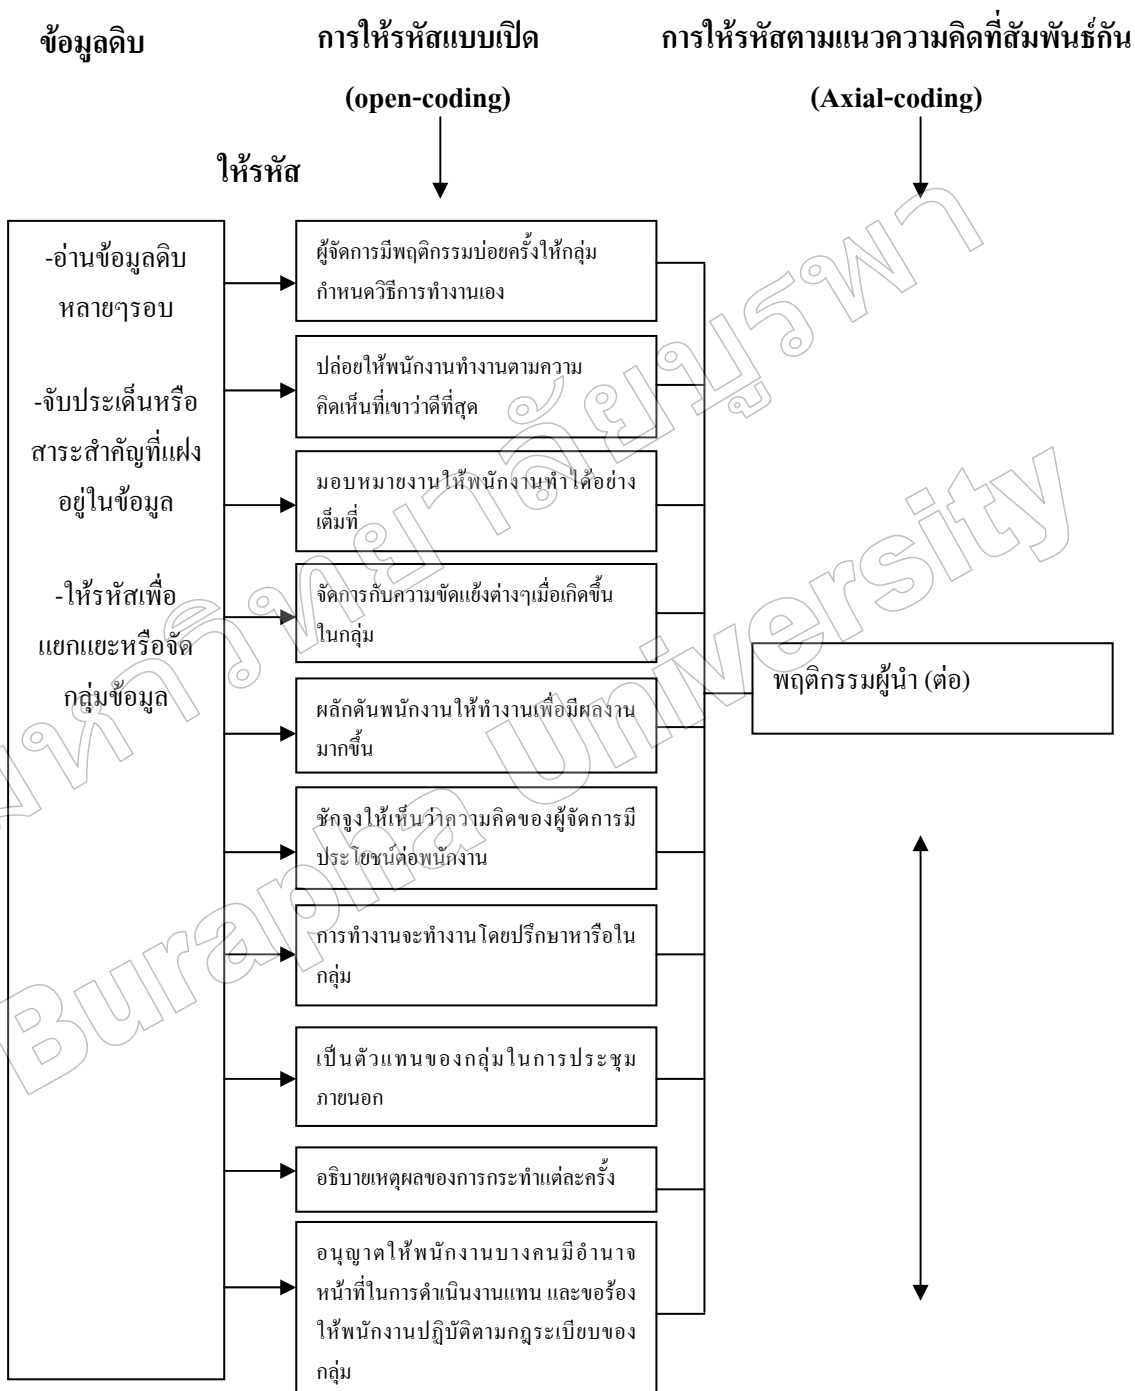 ข้อมูลดิบ
การให้รหัสแบบเปิด
(open-coding)
การให้รหัสตามแนวความคิดที่สัมพันธ์กัน
(Axial-coding)
ให้รหัส
-อ่านข้อมูลดิบ
หลายๆรอบ
-จับประเด็นหรือ
สาระสำคัญที่แฝง
อยู่ในข้อมูล
-ให้รหัสเพื่อ
แยกแยะหรือจัด
กลุ่มข้อมูล
ผู้จัดการมีพฤติกรรมบ่อยครั้งให้กลุ่ม
กำหนดวิธีการทำงานเอง
ปล่อยให้พนักงานทำงานตามความ
คิดเห็นที่เขาว่าดีที่สุด
มอบหมายงานให้พนักงานทำได้อย่าง
เต็มที่
จัดการกับความขัดแย้งต่างๆเมื่อเกิดขึ้น
ในกลุ่ม
ผลักดันพนักงานให้ทำงานเพื่อมีผลงาน
มากขึ้น
ชักจูงให้เห็นว่าความคิดของผู้จัดการมี
ประโยชน์ต่อพนักงาน
การทำงานจะทำงานโดยปรึกษาหารือใน
กลุ่ม
เป็นตัวแทนของกลุ่มในการประชุม
ภายนอก
อธิบายเหตุผลของการกระทำแต่ละครั้ง
อนุญาตให้พนักงานบางคนมีอำนาจ
หน้าที่ในการดำเนินงานแทน และขอร้อง
ให้พนักงานปฏิบัติตามกฎระเบียบของ
กลุ่ม
พฤติกรรมผู้นำ (ต่อ)
มหาวิทยาลัยบูรพา
Burapha University